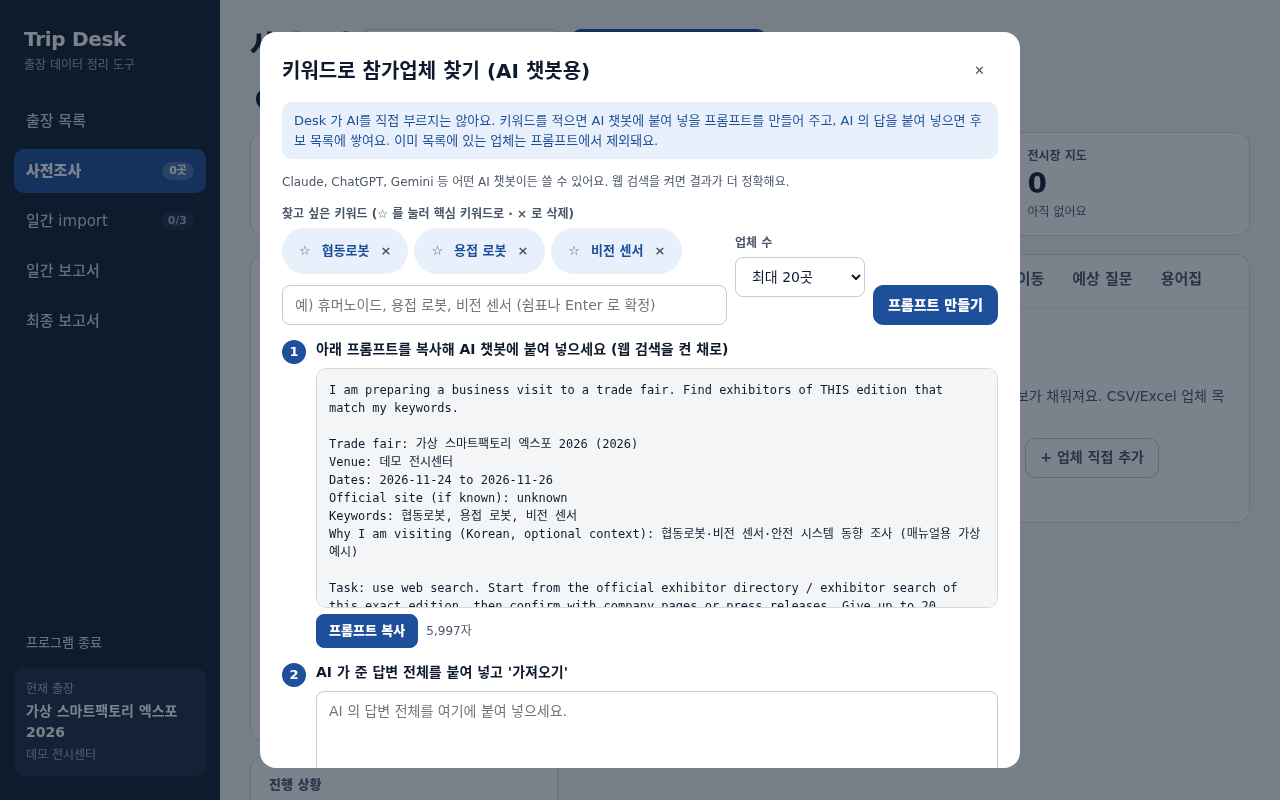 Trip Desk
출장 데이터 정리 도구
출장 목록
사전조사 0곳
일간 import 0/3
일간 보고서
최종 보고서
프로그램 종료
현재 출장
가상 스마트팩토리 엑스포
2026
데모 전시센터
키워드로 참가업체 찾기 (AI 챗봇용)
×
Desk 가 AI를 직접 부르지는 않아요. 키워드를 적으면 AI 챗봇에 붙여 넣을 프롬프트를 만들어 주고, AI 의 답을 붙여 넣으면 후
보 목록에 쌓여요. 이미 목록에 있는 업체는 프롬프트에서 제외돼요.
Claude, ChatGPT, Gemini 등 어떤 AI 챗봇이든 쓸 수 있어요. 웹 검색을 켜면 결과가 더 정확해요.
찾고 싶은 키워드 (☆ 를 눌러 핵심 키워드로 · × 로 삭제)
☆ 협동로봇 × ☆ 용접 로봇 × ☆ 비전 센서 ×
업체 수
최대 20곳
예) 휴머노이드, 용접 로봇, 비전 센서 (쉼표나 Enter 로 확정)
프롬프트 만들기
1 아래 프롬프트를 복사해 AI 챗봇에 붙여 넣으세요 (웹 검색을 켠 채로)
I am preparing a business visit to a trade fair. Find exhibitors of THIS edition that
match my keywords.
Trade fair: 가상 스마트팩토리 엑스포 2026 (2026)
Venue: 데모 전시센터
Dates: 2026-11-24 to 2026-11-26
Official site (if known): unknown
Keywords: 협동로봇, 용접 로봇, 비전 센서
Why I am visiting (Korean, optional context): 협동로봇·비전 센서·안전 시스템 동향 조사 (매뉴얼용 가상
예시)
Task: use web search. Start from the official exhibitor directory / exhibitor search of
this exact edition, then confirm with company pages or press releases. Give up to 20
프롬프트 복사 5,997자
2 AI 가 준 답변 전체를 붙여 넣고 '가져오기'
AI 의 답변 전체를 여기에 붙여 넣으세요.
전시장 지도
0
아직 없어요
이동 예상 질문 용어집
보가 채워져요. CSV/Excel 업체 목
+ 업체 직접 추가
진행 상황